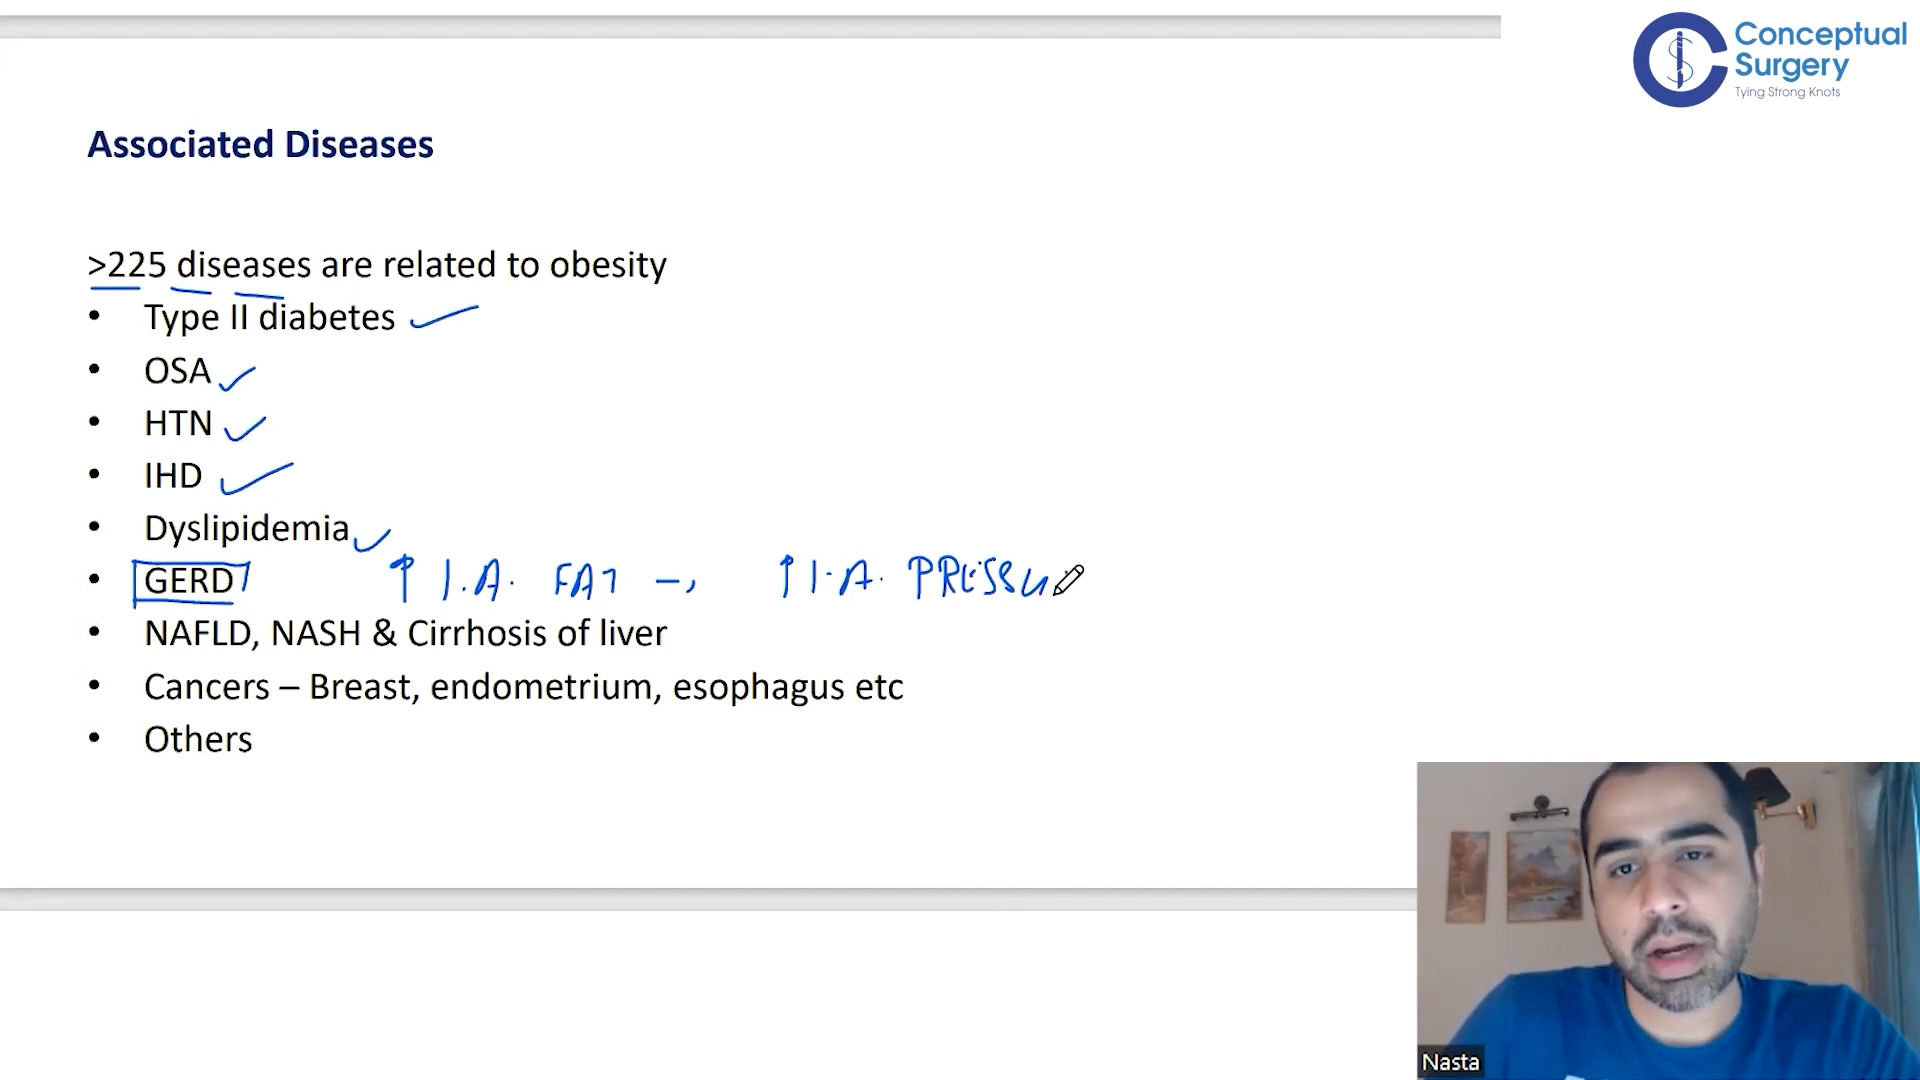 Conceptual
Surgery
Tying Strong Knots
Associated Diseases
>225 diseases are related to obesity
• Type II diabetes
• OSA
• HTN
• IHD
• Dyslipidemia
• GERD ↑ I.A. FAT → ↑ I.A. PRESSU
• NAFLD, NASH & Cirrhosis of liver
• Cancers – Breast, endometrium, esophagus etc
• Others
Nasta